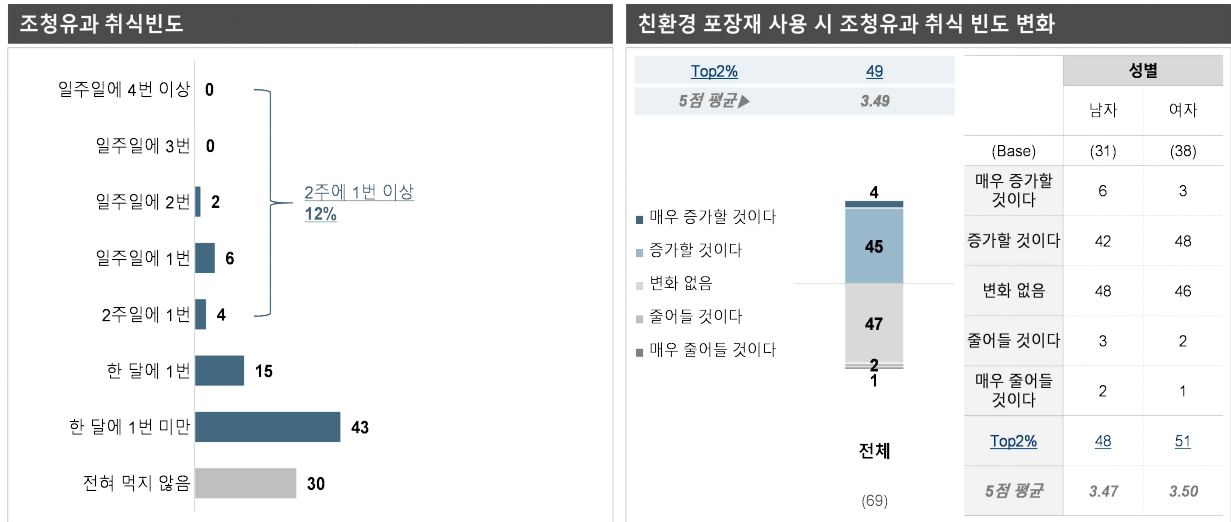 조청유과 취식빈도
일주일에 4번 이상 0
일주일에 3번 0
일주일에 2번 2
일주일에 1번 6
2주일에 1번 4
한 달에 1번 15
한 달에 1번 미만 43
전혀 먹지 않음 30
2주에 1번 이상
12%
친환경 포장재 사용 시 조청유과 취식 빈도 변화
Top2% 49
5점 평균▶ 3.49
매우 증가할 것이다
증가할 것이다
변화 없음
줄어들 것이다
매우 줄어들 것이다
4
45
47
2
1
전체
(69)
성별
남자 여자
(Base) (31) (38)
매우 증가할
것이다 6 3
증가할 것이다 42 48
변화 없음 48 46
줄어들 것이다 3 2
매우 줄어들
것이다 2 1
Top2% 48 51
5점 평균 3.47 3.50